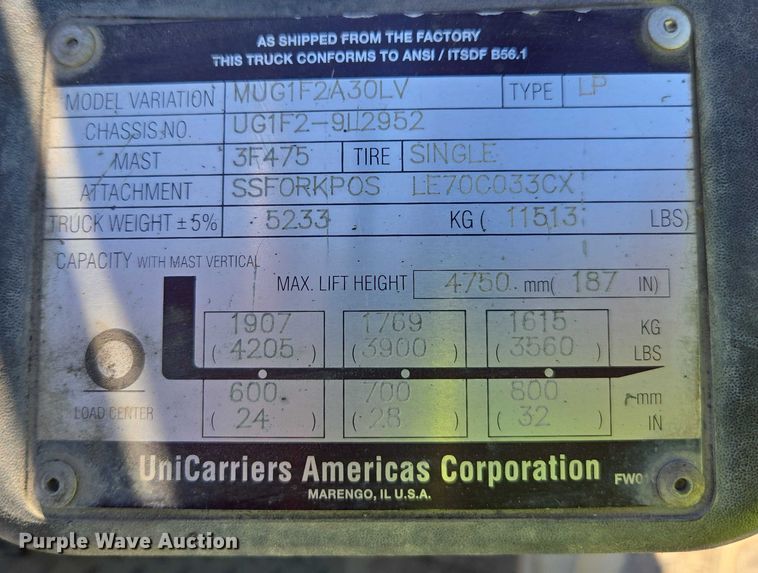 AS SHIPPED FROM THE FACTORY
THIS TRUCK CONFORMS TO ANSI / ITSDF B56.1
MODEL VARIATION MUG1F2A30LV TYPE LP
CHASSIS NO. UG1F2-9U2952
MAST 3F475 TIRE SINGLE
ATTACHMENT SSFORKPOS LE70C033CX
TRUCK WEIGHT ±5% 5233 KG ( 11513 LBS)
CAPACITY WITH MAST VERTICAL
MAX. LIFT HEIGHT 4750 mm( 187 IN)
1907 1769 1615 KG
(4205) (3900) (3560) LBS
600 700 800 mm
LOAD CENTER ( 24 ) ( 28 ) ( 32 ) IN
UniCarriers Americas Corporation
MARENGO, IL U.S.A.
Purple Wave Auction